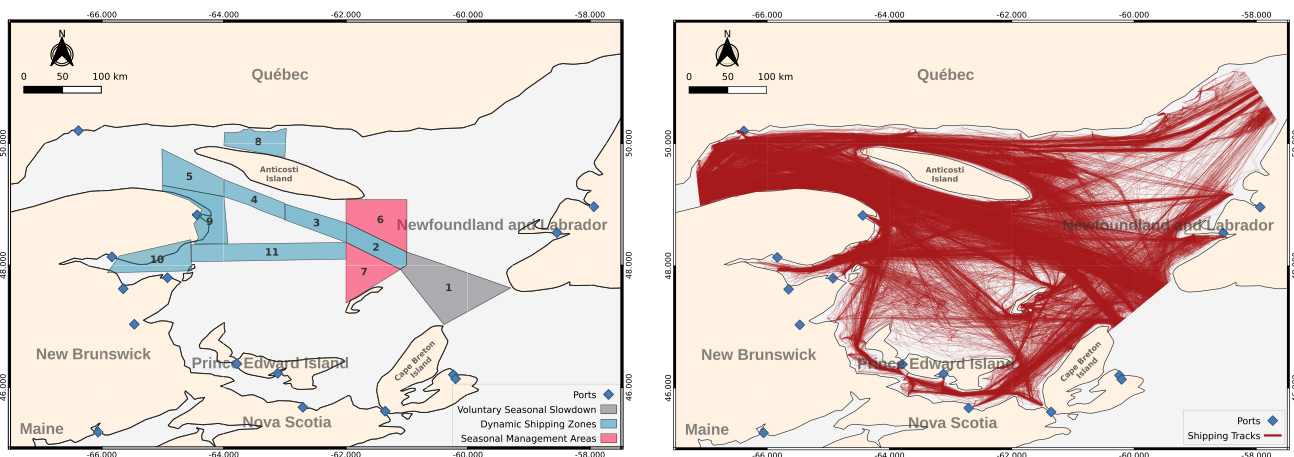 -66.000 -64.000 -62.000 -60.000 -58.000
N
0 50 100 km
Québec
50.000
50.000
48.000
48.000
46.000
46.000
8
Anticosti
Island
5
4
9
3
6
Newfoundland and Labrador
2
11
10
7
1
New Brunswick
Prince Edward Island
Cape Breton
Island
Nova Scotia
Maine
Ports
Voluntary Seasonal Slowdown
Dynamic Shipping Zones
Seasonal Management Areas
-66.000 -64.000 -62.000 -60.000 -58.000
-66.000 -64.000 -62.000 -60.000 -58.000
N
0 50 100 km
Québec
50.000
48.000
46.000
Anticosti
Island
Newfoundland and Labrador
New Brunswick
Prince Edward Island
Cape Breton
Island
Nova Scotia
Maine
Ports
Shipping Tracks
-66.000 -64.000 -62.000 -60.000 -58.000